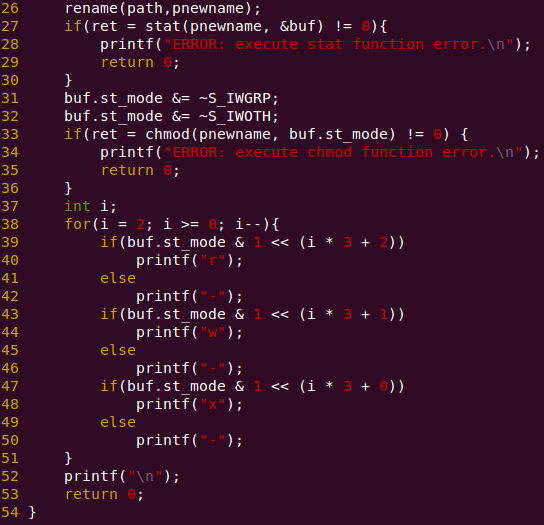 26     rename(path,pnewname);
27     if(ret = stat(pnewname, &buf) != 0){
28         printf("ERROR: execute stat function error.\n");
29         return 0;
30     }
31     buf.st_mode &= ~S_IWGRP;
32     buf.st_mode &= ~S_IWOTH;
33     if(ret = chmod(pnewname, buf.st_mode) != 0) {
34         printf("ERROR: execute chmod function error.\n");
35         return 0;
36     }
37     int i;
38     for(i = 2; i >= 0; i--){
39         if(buf.st_mode & 1 << (i * 3 + 2))
40             printf("r");
41         else
42             printf("-");
43         if(buf.st_mode & 1 << (i * 3 + 1))
44             printf("w");
45         else
46             printf("-");
47         if(buf.st_mode & 1 << (i * 3 + 0))
48             printf("x");
49         else
50             printf("-");
51     }
52     printf("\n");
53     return 0;
54 }